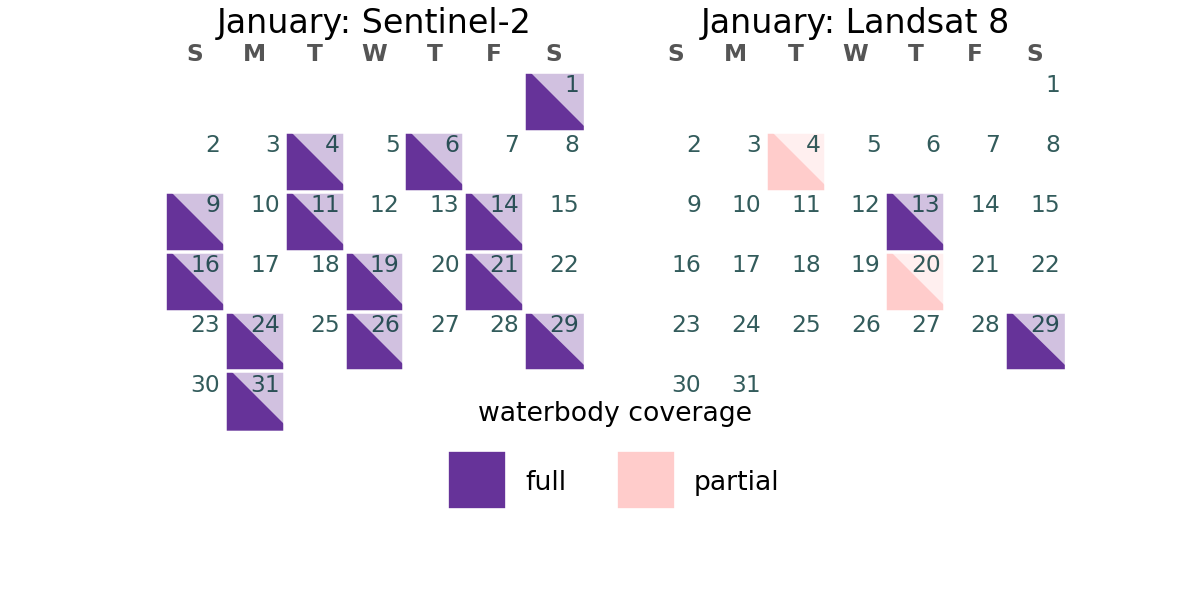 January: Sentinel-2
S M T W T F S
1
2 3 4 5 6 7 8
9 10 11 12 13 14 15
16 17 18 19 20 21 22
23 24 25 26 27 28 29
30 31
January: Landsat 8
S M T W T F S
1
2 3 4 5 6 7 8
9 10 11 12 13 14 15
16 17 18 19 20 21 22
23 24 25 26 27 28 29
30 31
waterbody coverage
full partial